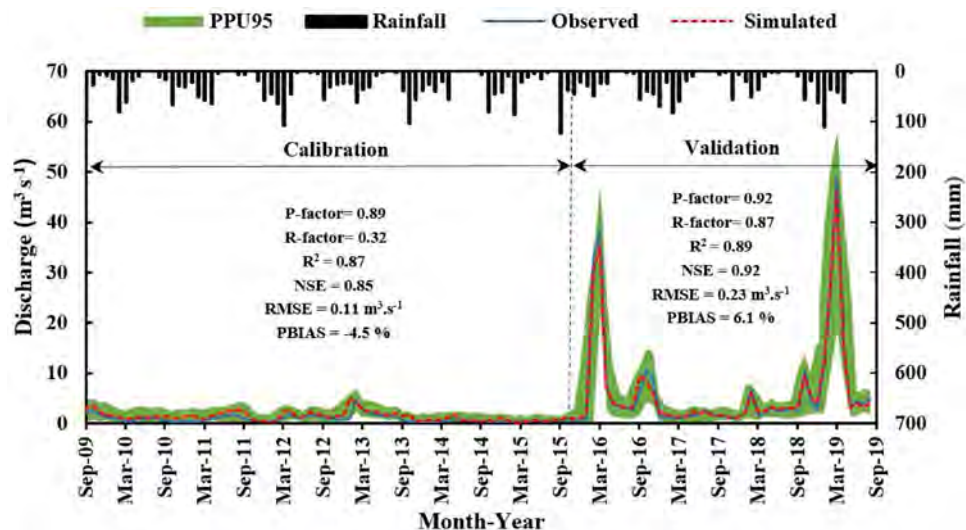 PPU95 Rainfall Observed Simulated
70 0
60 100
50 200
40 300
30 400
20 500
10 600
0 700
Discharge (m³ s⁻¹)
Rainfall (mm)
Calibration
Validation
P-factor= 0.89
R-factor= 0.32
R² = 0.87
NSE = 0.85
RMSE = 0.11 m³.s⁻¹
PBIAS = -4.5 %
P-factor= 0.92
R-factor= 0.87
R² = 0.89
NSE = 0.92
RMSE = 0.23 m³.s⁻¹
PBIAS = 6.1 %
Sep-09 Mar-10 Sep-10 Mar-11 Sep-11 Mar-12 Sep-12 Mar-13 Sep-13 Mar-14 Sep-14 Mar-15 Sep-15 Mar-16 Sep-16 Mar-17 Sep-17 Mar-18 Sep-18 Mar-19 Sep-19
Month-Year